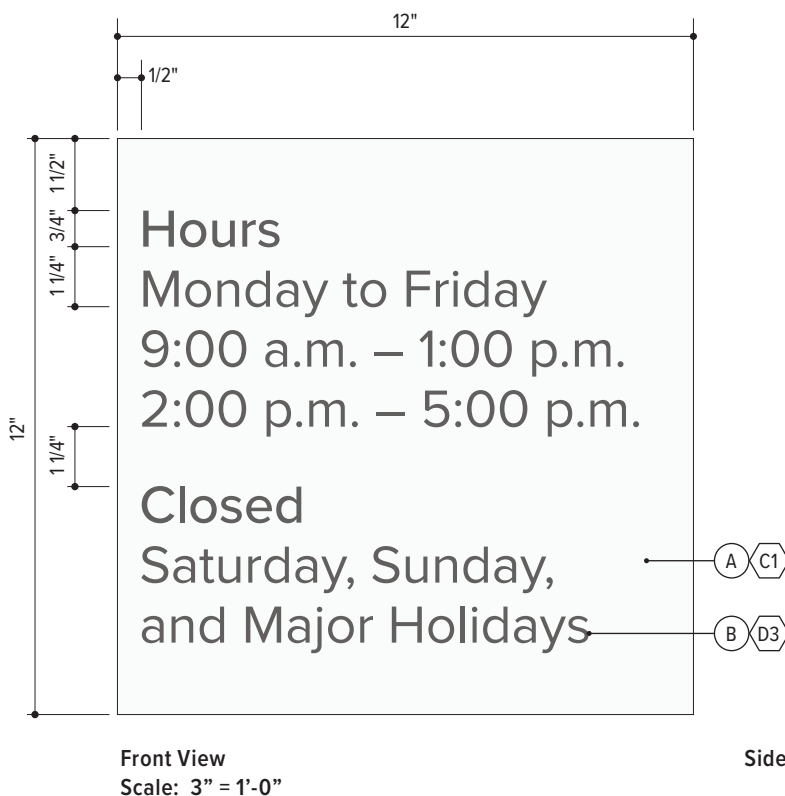 12"
1/2"
1 1/2"
3/4"
1 1/4"
12"
1 1/4"
Hours
Monday to Friday
9:00 a.m. – 1:00 p.m.
2:00 p.m. – 5:00 p.m.
Closed
Saturday, Sunday,
and Major Holidays
A C1
B D3
Front View
Scale: 3” = 1’-0”
Side